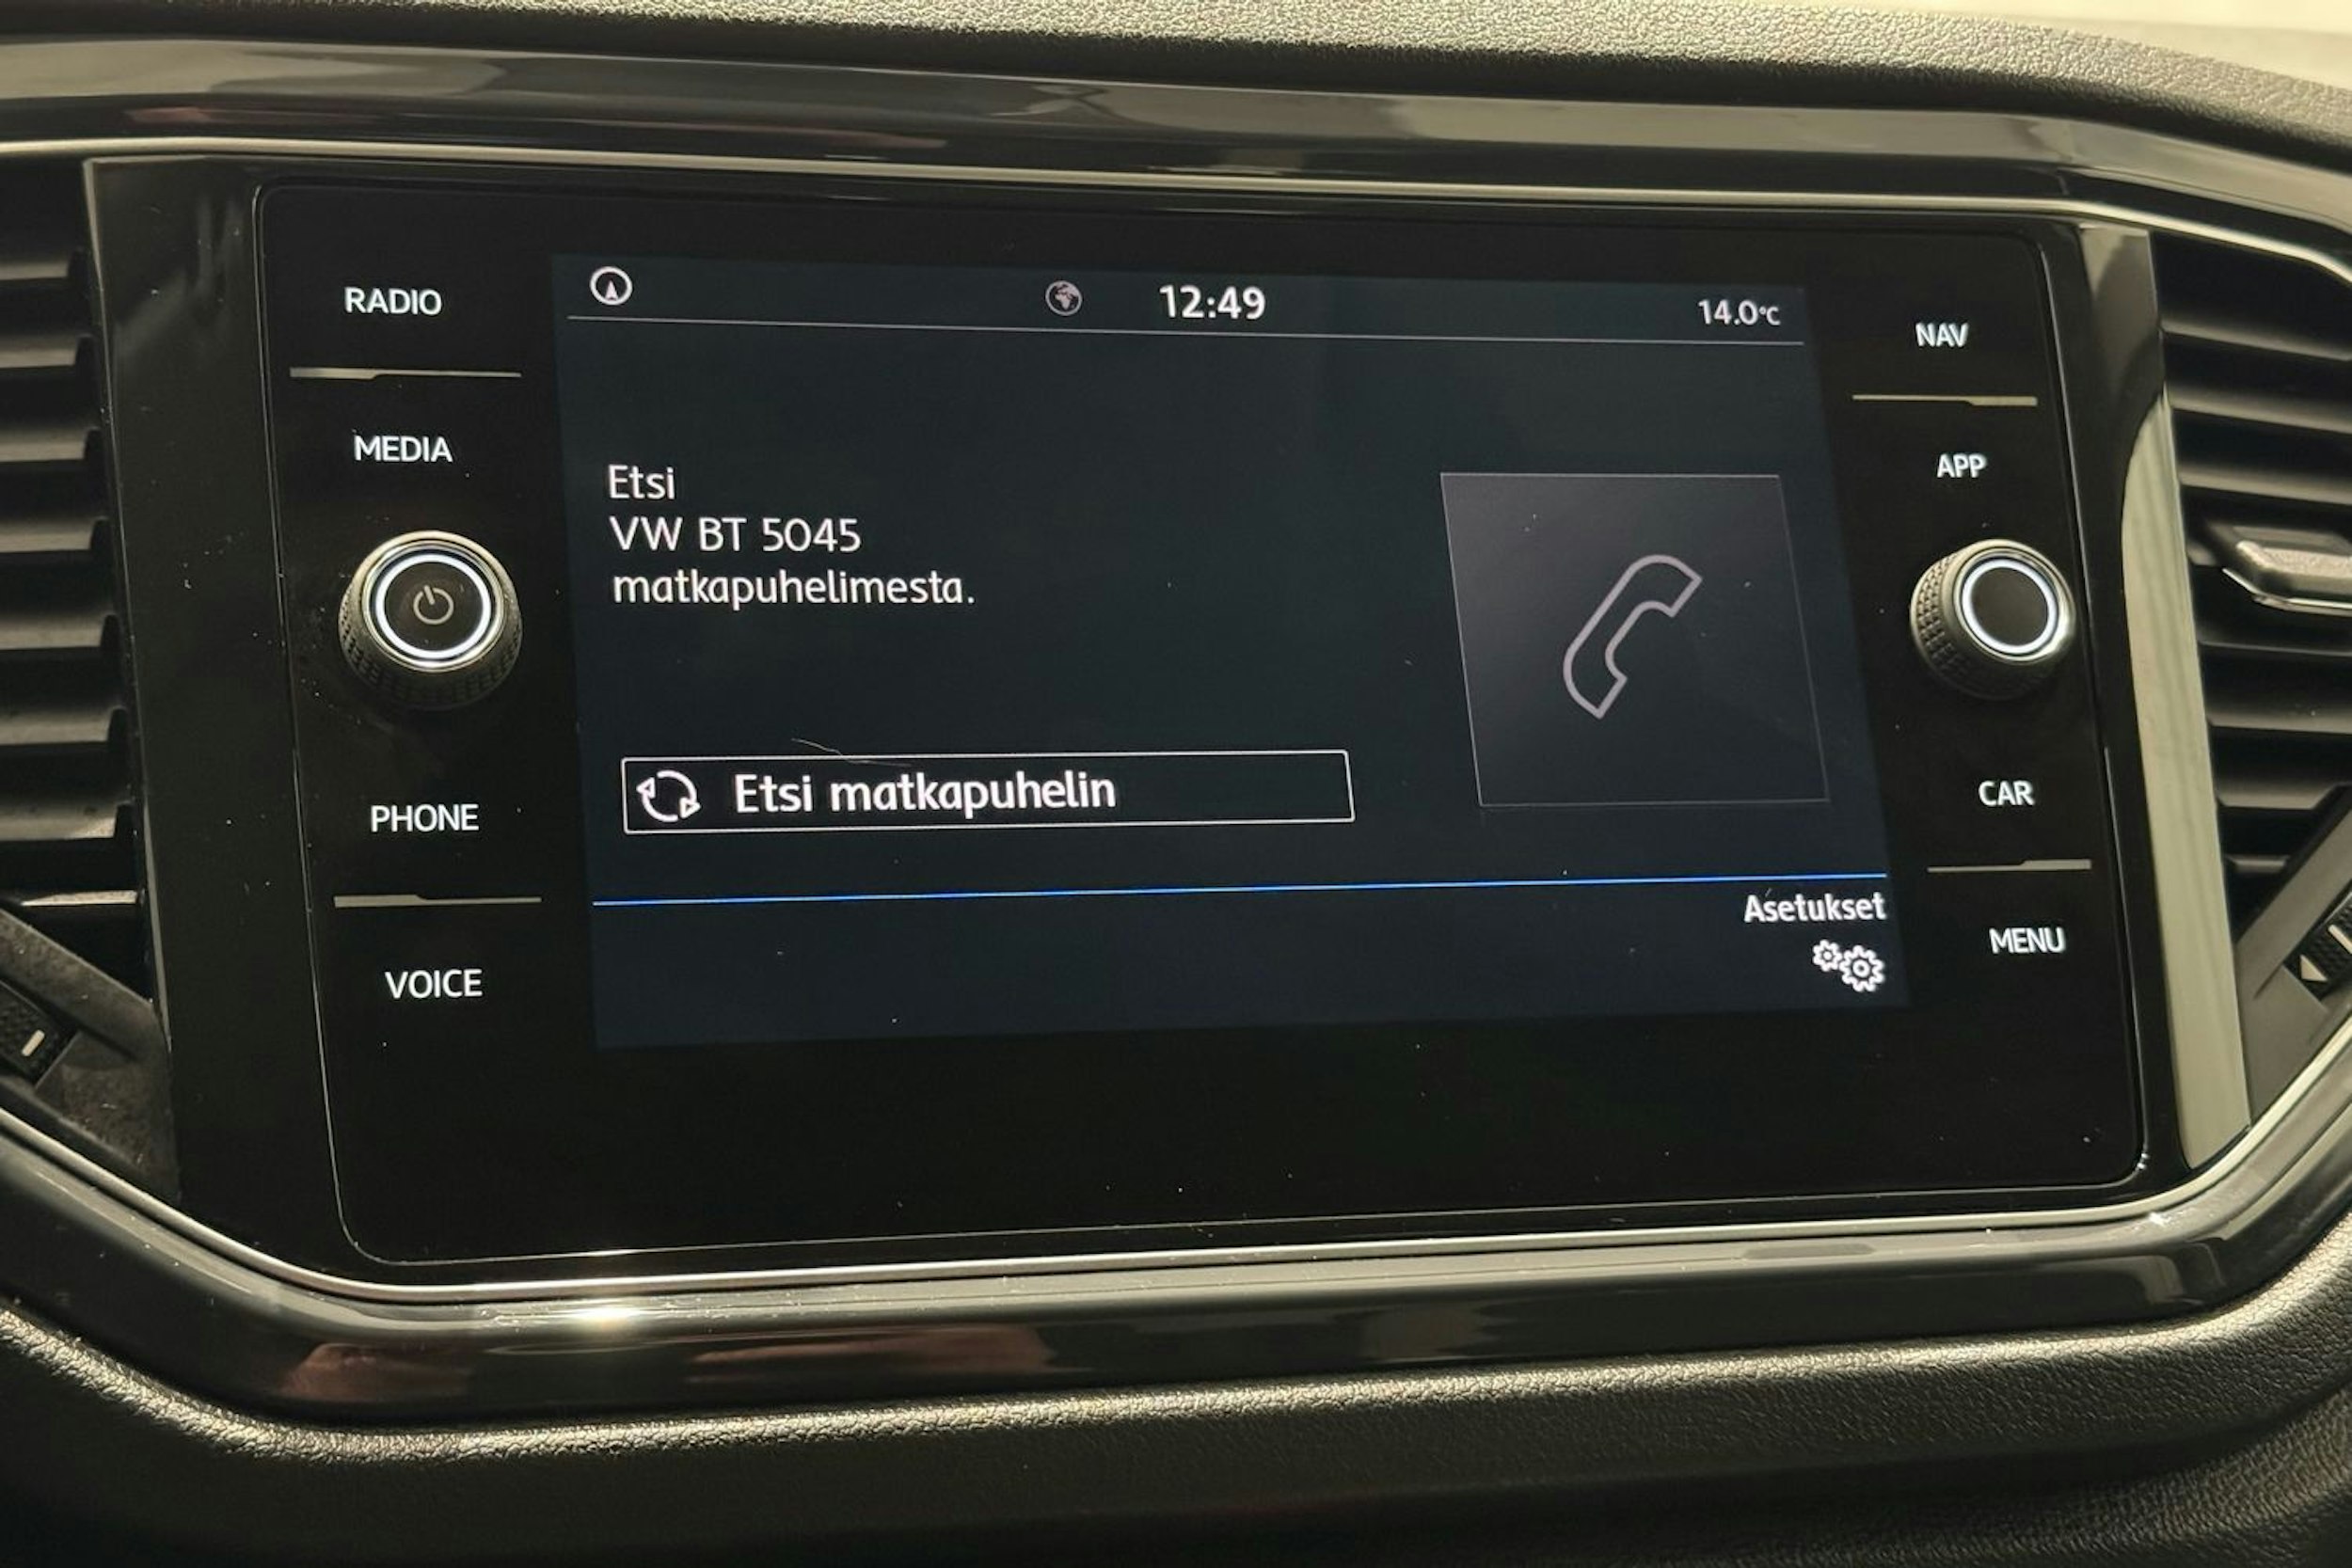 RADIO
MEDIA
PHONE
VOICE
12:49
14.0°C
Etsi
VW BT 5045
matkapuhelimesta.
Etsi matkapuhelin
Asetukset
NAV
APP
CAR
MENU